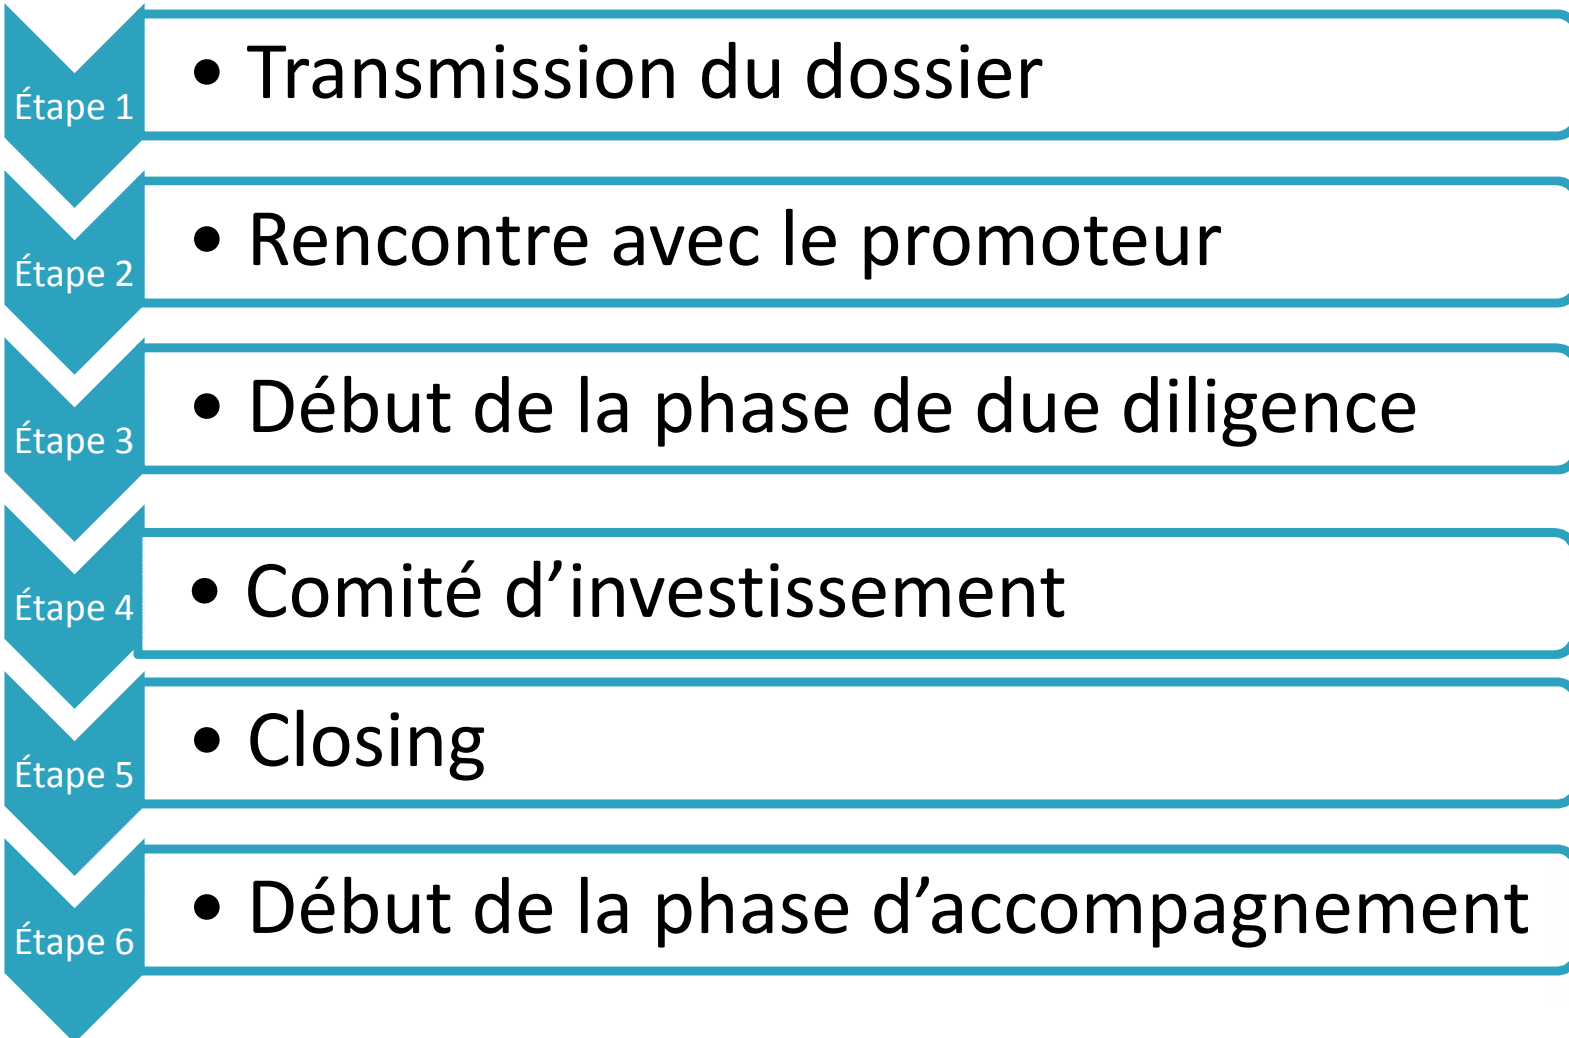 Étape 1
• Transmission du dossier
Étape 2
• Rencontre avec le promoteur
Étape 3
• Début de la phase de due diligence
Étape 4
• Comité d’investissement
Étape 5
• Closing
Étape 6
• Début de la phase d’accompagnement